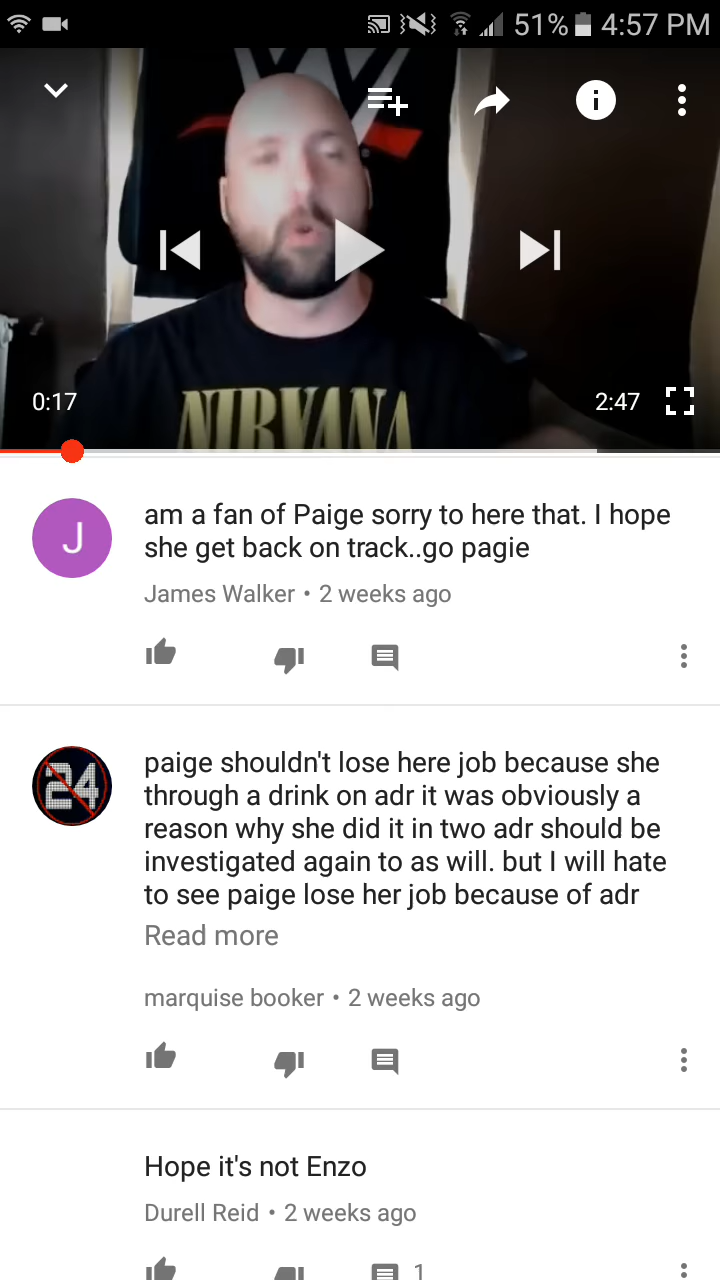 51% 4:57 PM
NIRVANA
0:17
2:47
J
am a fan of Paige sorry to here that. I hope
she get back on track..go pagie
James Walker • 2 weeks ago
24
paige shouldn't lose here job because she
through a drink on adr it was obviously a
reason why she did it in two adr should be
investigated again to as will. but I will hate
to see paige lose her job because of adr
Read more
marquise booker • 2 weeks ago
Hope it's not Enzo
Durell Reid • 2 weeks ago
1